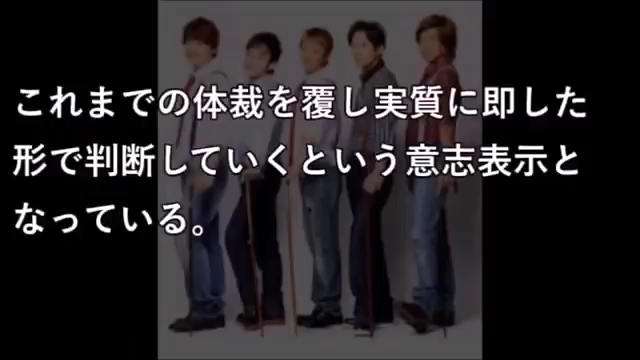 これまでの体裁を覆し実質に即した
形で判断していくという意志表示と
なっている。